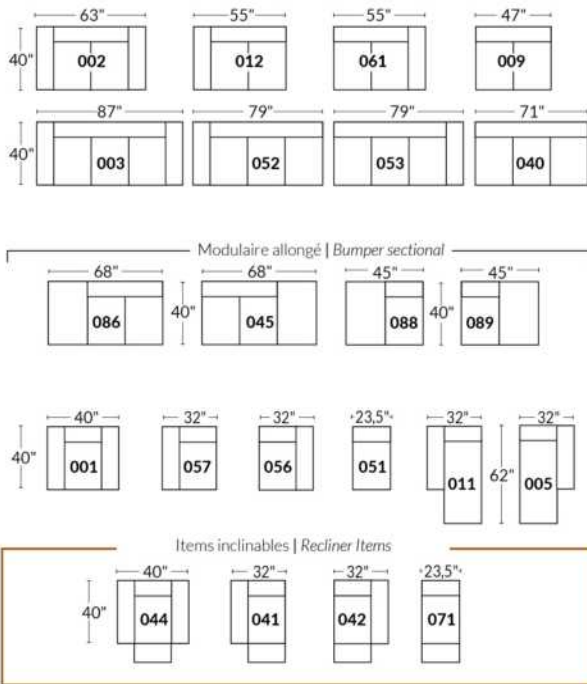 63" 55" 55" 47"
40" 002 012 061 009
87" 79" 79" 71"
40" 003 052 053 040
Modulaire allongé | Bumper sectional
68" 68" 45" 45"
086 40" 045 088 40" 089
40" 32" 32" 23,5" 32" 32"
40" 001 057 056 051 011 62" 005
Items inclinables | Recliner Items
40" 32" 32" 23,5"
40" 044 041 042 071